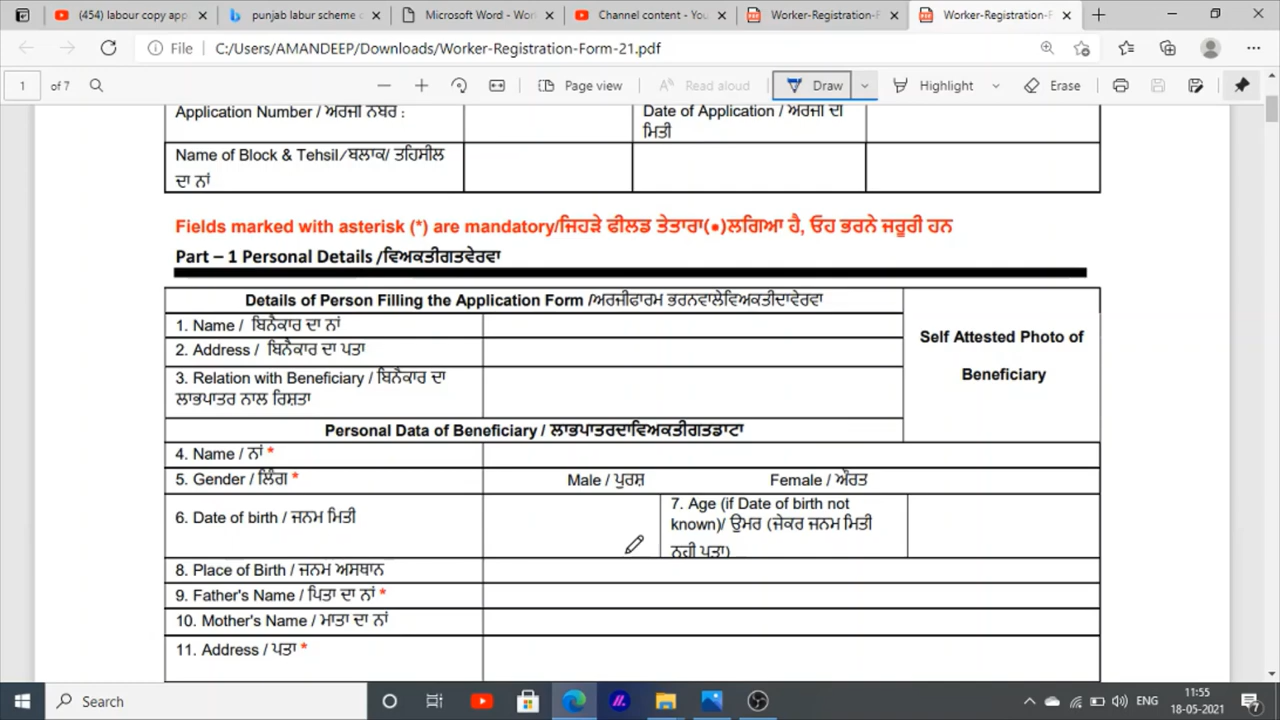 (454) labour copy app
punjab labur scheme
Microsoft Word - Wor
Channel content - Yo
Worker-Registration-F
Worker-Registration-F
File C:/Users/AMANDEEP/Downloads/Worker-Registration-Form-21.pdf
1 of 7 Page view Read aloud Draw Highlight Erase
Application Number / ਅਰਜੀ ਨੰਬਰ : Date of Application / ਅਰਜੀ ਦੀ
ਮਿਤੀ
Name of Block & Tehsil/ਬਲਾਕ/ ਤਹਿਸੀਲ
ਦਾ ਨਾਂ
Fields marked with asterisk (*) are mandatory/ਜਿਹੜੇ ਫੀਲਡ ਤੇਤਾਰਾ(•)ਲਗਿਆ ਹੈ, ਓਹ ਭਰਨੇ ਜਰੂਰੀ ਹਨ
Part – 1 Personal Details /ਵਿਅਕਤੀਗਤਵੇਰਵਾ
Details of Person Filling the Application Form /ਅਰਜੀਫਾਰਮ ਭਰਨਵਾਲੇਵਿਅਕਤੀਦਾਵੇਰਵਾ
1. Name / ਬਿਨੈਕਾਰ ਦਾ ਨਾਂ
2. Address / ਬਿਨੈਕਾਰ ਦਾ ਪਤਾ
3. Relation with Beneficiary / ਬਿਨੈਕਾਰ ਦਾ
ਲਾਭਪਾਤਰ ਨਾਲ ਰਿਸ਼ਤਾ
Self Attested Photo of
Beneficiary
Personal Data of Beneficiary / ਲਾਭਪਾਤਰਦਾਵਿਅਕਤੀਗਤਡਾਟਾ
4. Name / ਨਾਂ *
5. Gender / ਲਿੰਗ * Male / ਪੁਰਸ਼ Female / ਔਰਤ
6. Date of birth / ਜਨਮ ਮਿਤੀ
7. Age (if Date of birth not
known)/ ਉਮਰ (ਜੇਕਰ ਜਨਮ ਮਿਤੀ
ਨਹੀ ਪਤਾ)
8. Place of Birth / ਜਨਮ ਅਸਥਾਨ
9. Father's Name / ਪਿਤਾ ਦਾ ਨਾਂ *
10. Mother's Name / ਮਾਤਾ ਦਾ ਨਾਂ
11. Address / ਪਤਾ *
Search
ENG
11:55
18-05-2021
7